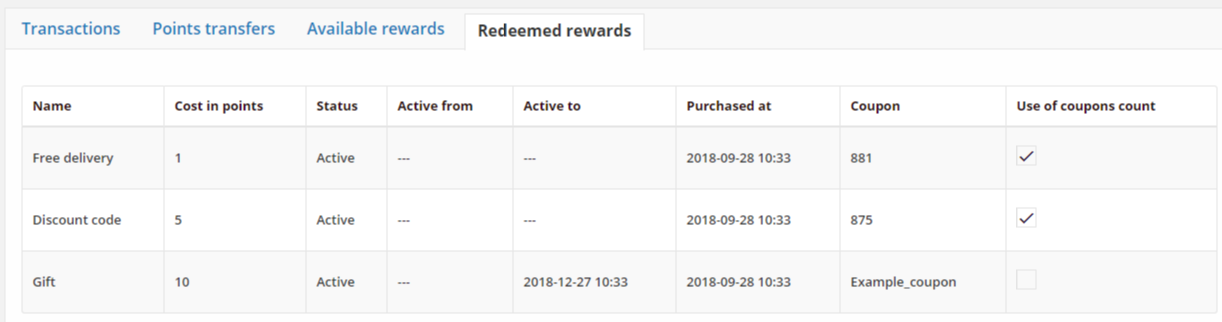 Transactions Points transfers Available rewards Redeemed rewards
Name Cost in points Status Active from Active to Purchased at Coupon Use of coupons count
Free delivery 1 Active --- --- 2018-09-28 10:33 881
Discount code 5 Active --- --- 2018-09-28 10:33 875
Gift 10 Active --- 2018-12-27 10:33 2018-09-28 10:33 Example_coupon